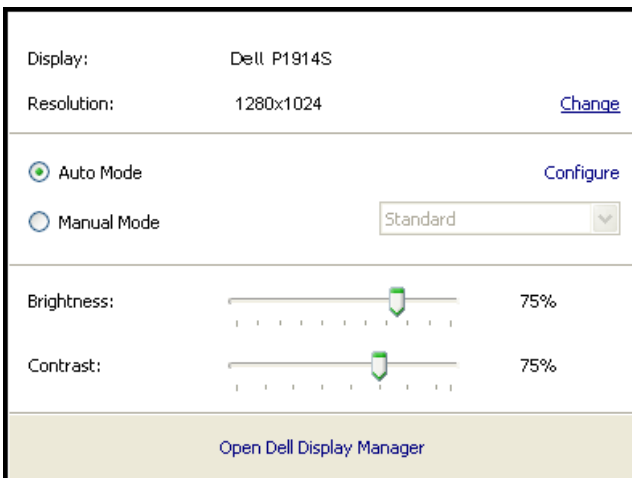 Display: Dell P1914S
Resolution: 1280x1024 Change
Auto Mode Configure
Manual Mode Standard
Brightness: 75%
Contrast: 75%
Open Dell Display Manager